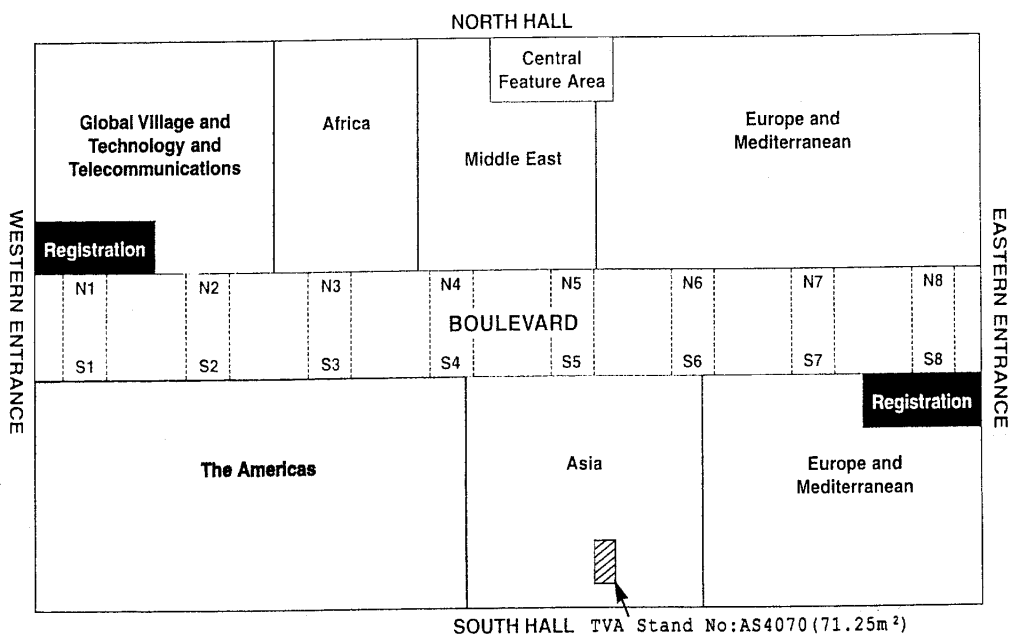 NORTH HALL
Central
Feature Area
Global Village and
Technology and
Telecommunications
Africa
Middle East
Europe and
Mediterranean
Registration
WESTERN ENTRANCE
EASTERN ENTRANCE
N1 N2 N3 N4 N5 N6 N7 N8
BOULEVARD
S1 S2 S3 S4 S5 S6 S7 S8
Registration
The Americas
Asia
Europe and
Mediterranean
SOUTH HALL TVA Stand No:AS4070(71.25m²)